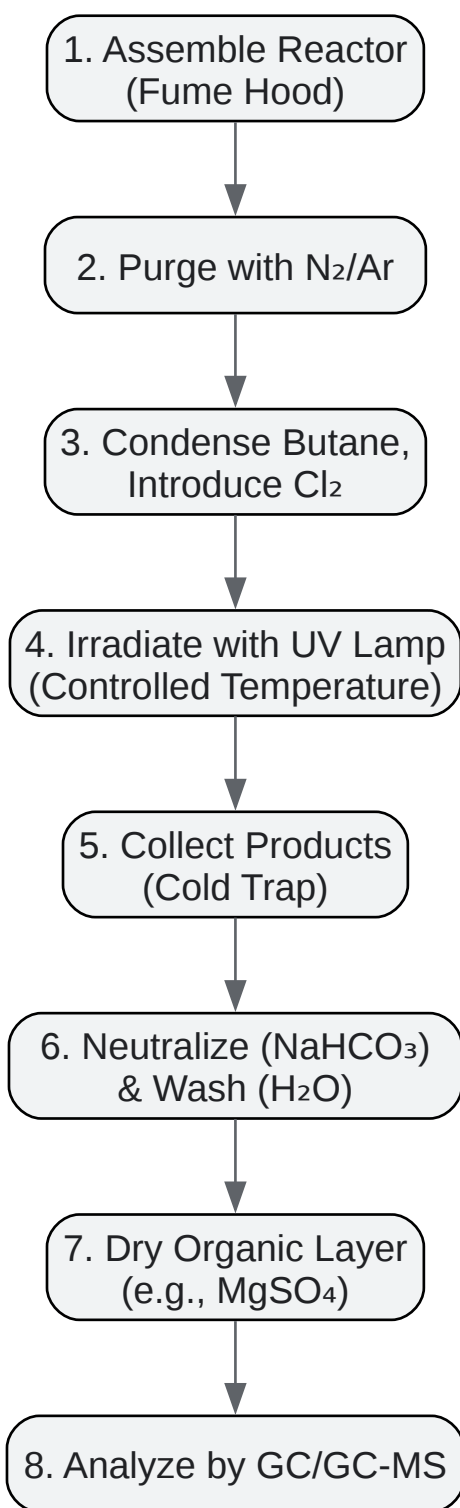 1. Assemble Reactor
(Fume Hood)
2. Purge with N₂/Ar
3. Condense Butane,
Introduce Cl₂
4. Irradiate with UV Lamp
(Controlled Temperature)
5. Collect Products
(Cold Trap)
6. Neutralize (NaHCO₃)
& Wash (H₂O)
7. Dry Organic Layer
(e.g., MgSO₄)
8. Analyze by GC/GC-MS